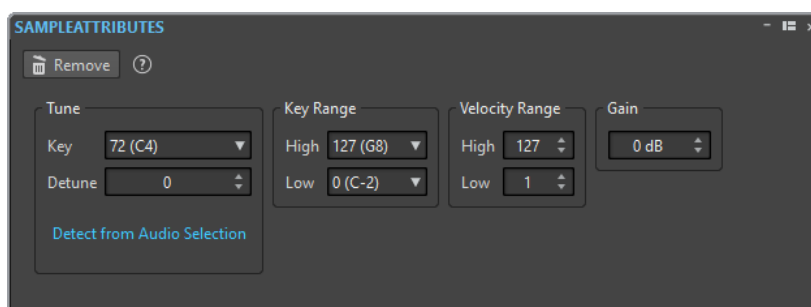 SAMPLEATTRIBUTES
Remove ?
Tune Key Range Velocity Range Gain
Key 72 (C4) High 127 (G8) High 127 0 dB
Detune 0 Low 0 (C-2) Low 1
Detect from Audio Selection